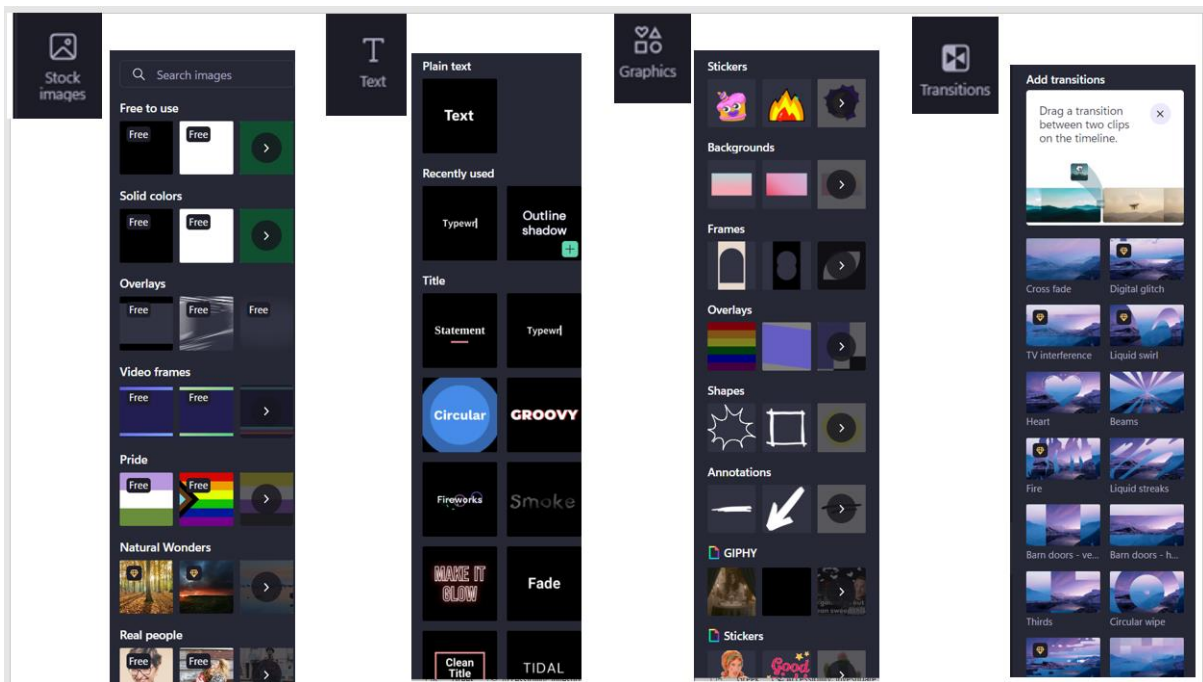 Stock
images
Search images
Free to use
Free
Free
Solid colors
Free
Free
Overlays
Free
Free
Free
Video frames
Free
Free
Pride
Free
Free
Natural Wonders
Real people
Free
Free
Text
Plain text
Text
Recently used
Typewr
Outline
shadow
Title
Statement
Typewr
Circular
GROOVY
Fireworks
Smoke
MAKE IT
GLOW
Fade
Clean
Title
TIDAL
Graphics
Stickers
Backgrounds
Frames
Overlays
Shapes
Annotations
GIPHY
Stickers
Good
Transitions
Add transitions
Drag a transition
between two clips
on the timeline.
Cross fade
Digital glitch
TV interference
Liquid swirl
Heart
Beams
Fire
Liquid streaks
Barn doors - ve...
Barn doors - h...
Thirds
Circular wipe